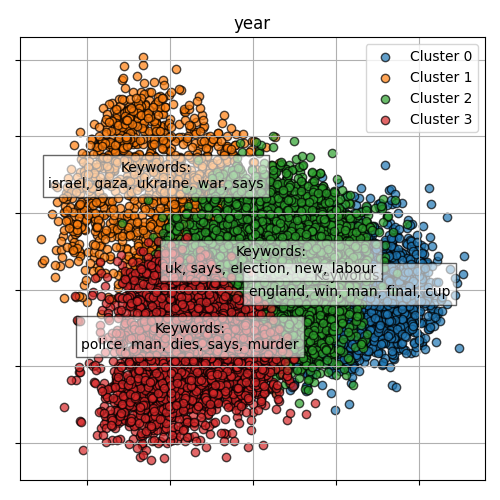 year
Cluster 0
Cluster 1
Cluster 2
Cluster 3
Keywords:
israel, gaza, ukraine, war, says
Keywords:
uk, says, election, new, labour
Keywords:
england, win, man, final, cup
Keywords:
police, man, dies, says, murder